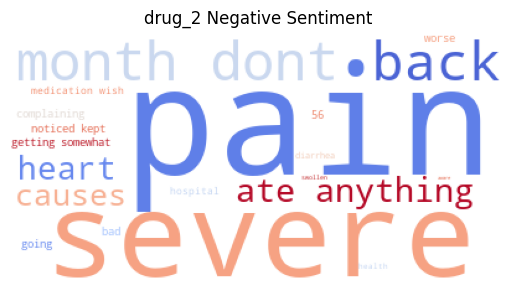 drug_2 Negative Sentiment
worse
month dont back
medication wish
pain
complaining
56
noticed kept
getting somewhat
diarrhea
heart
swollen
causes
hospital
ate anything
severe
bad
going
health